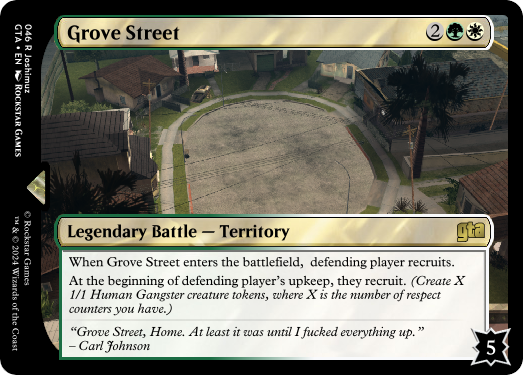 Grove Street
2
Legendary Battle — Territory
gta
When Grove Street enters the battlefield,  defending player recruits.
At the beginning of defending player's upkeep, they recruit. (Create X
1/1 Human Gangster creature tokens, where X is the number of respect
counters you have.)
"Grove Street, Home. At least it was until I fucked everything up."
– Carl Johnson
5
046 R Joshimuz
GTA • EN Rockstar Games
© Rockstar Games
™ & © 2024 Wizards of the Coast